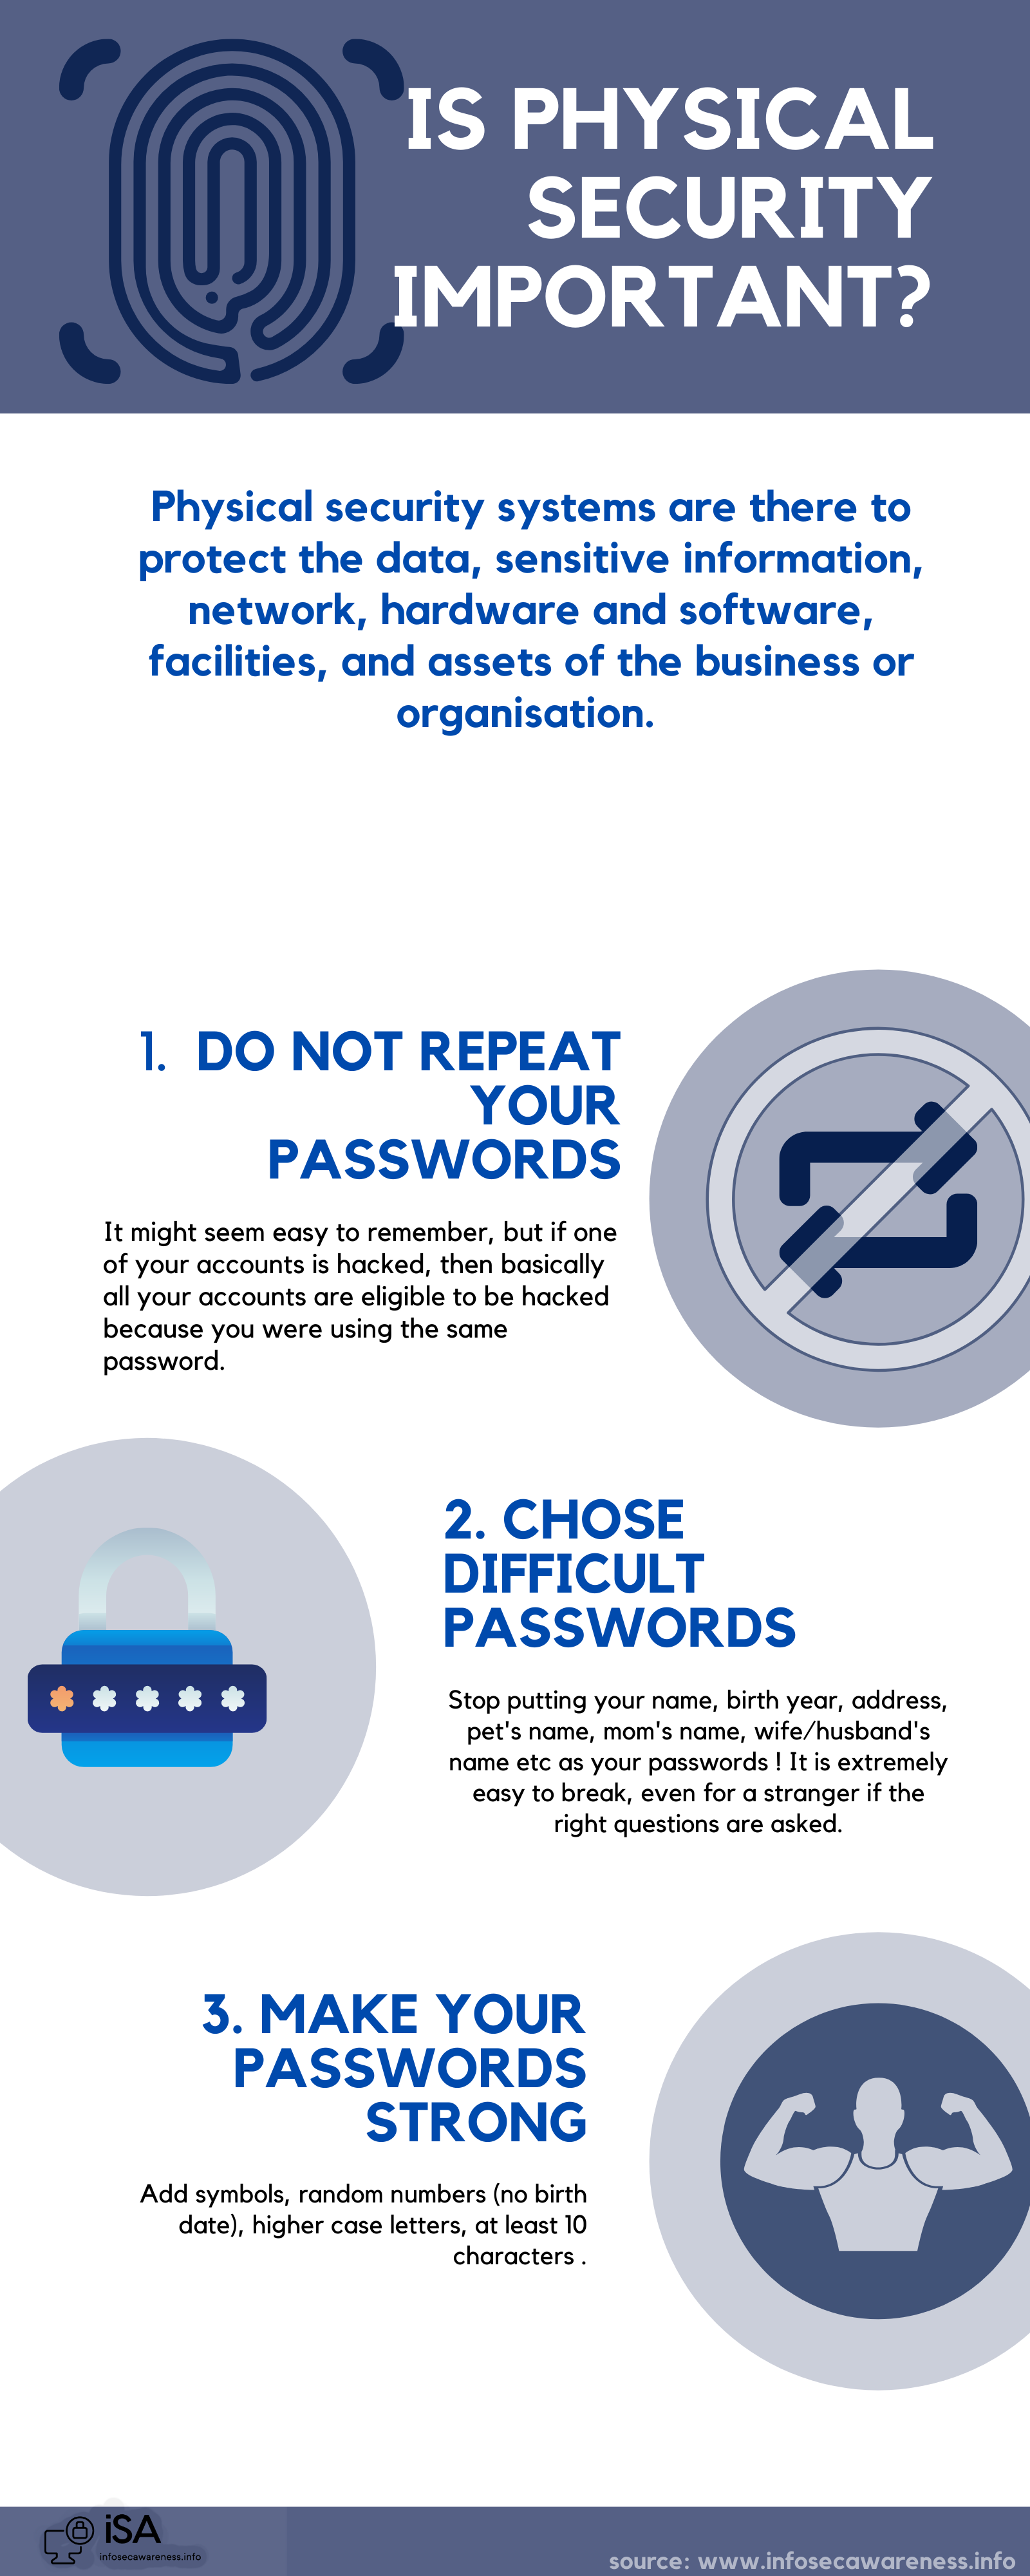 IS PHYSICAL
SECURITY
IMPORTANT?
Physical security systems are there to
protect the data, sensitive information,
network, hardware and software,
facilities, and assets of the business or
organisation.
1. DO NOT REPEAT
YOUR
PASSWORDS
It might seem easy to remember, but if one
of your accounts is hacked, then basically
all your accounts are eligible to be hacked
because you were using the same
password.
2. CHOSE
DIFFICULT
PASSWORDS
Stop putting your name, birth year, address,
pet's name, mom's name, wife/husband's
name etc as your passwords ! It is extremely
easy to break, even for a stranger if the
right questions are asked.
3. MAKE YOUR
PASSWORDS
STRONG
Add symbols, random numbers (no birth
date), higher case letters, at least 10
characters .
iSA
infosecawareness.info
source: www.infosecawareness.info